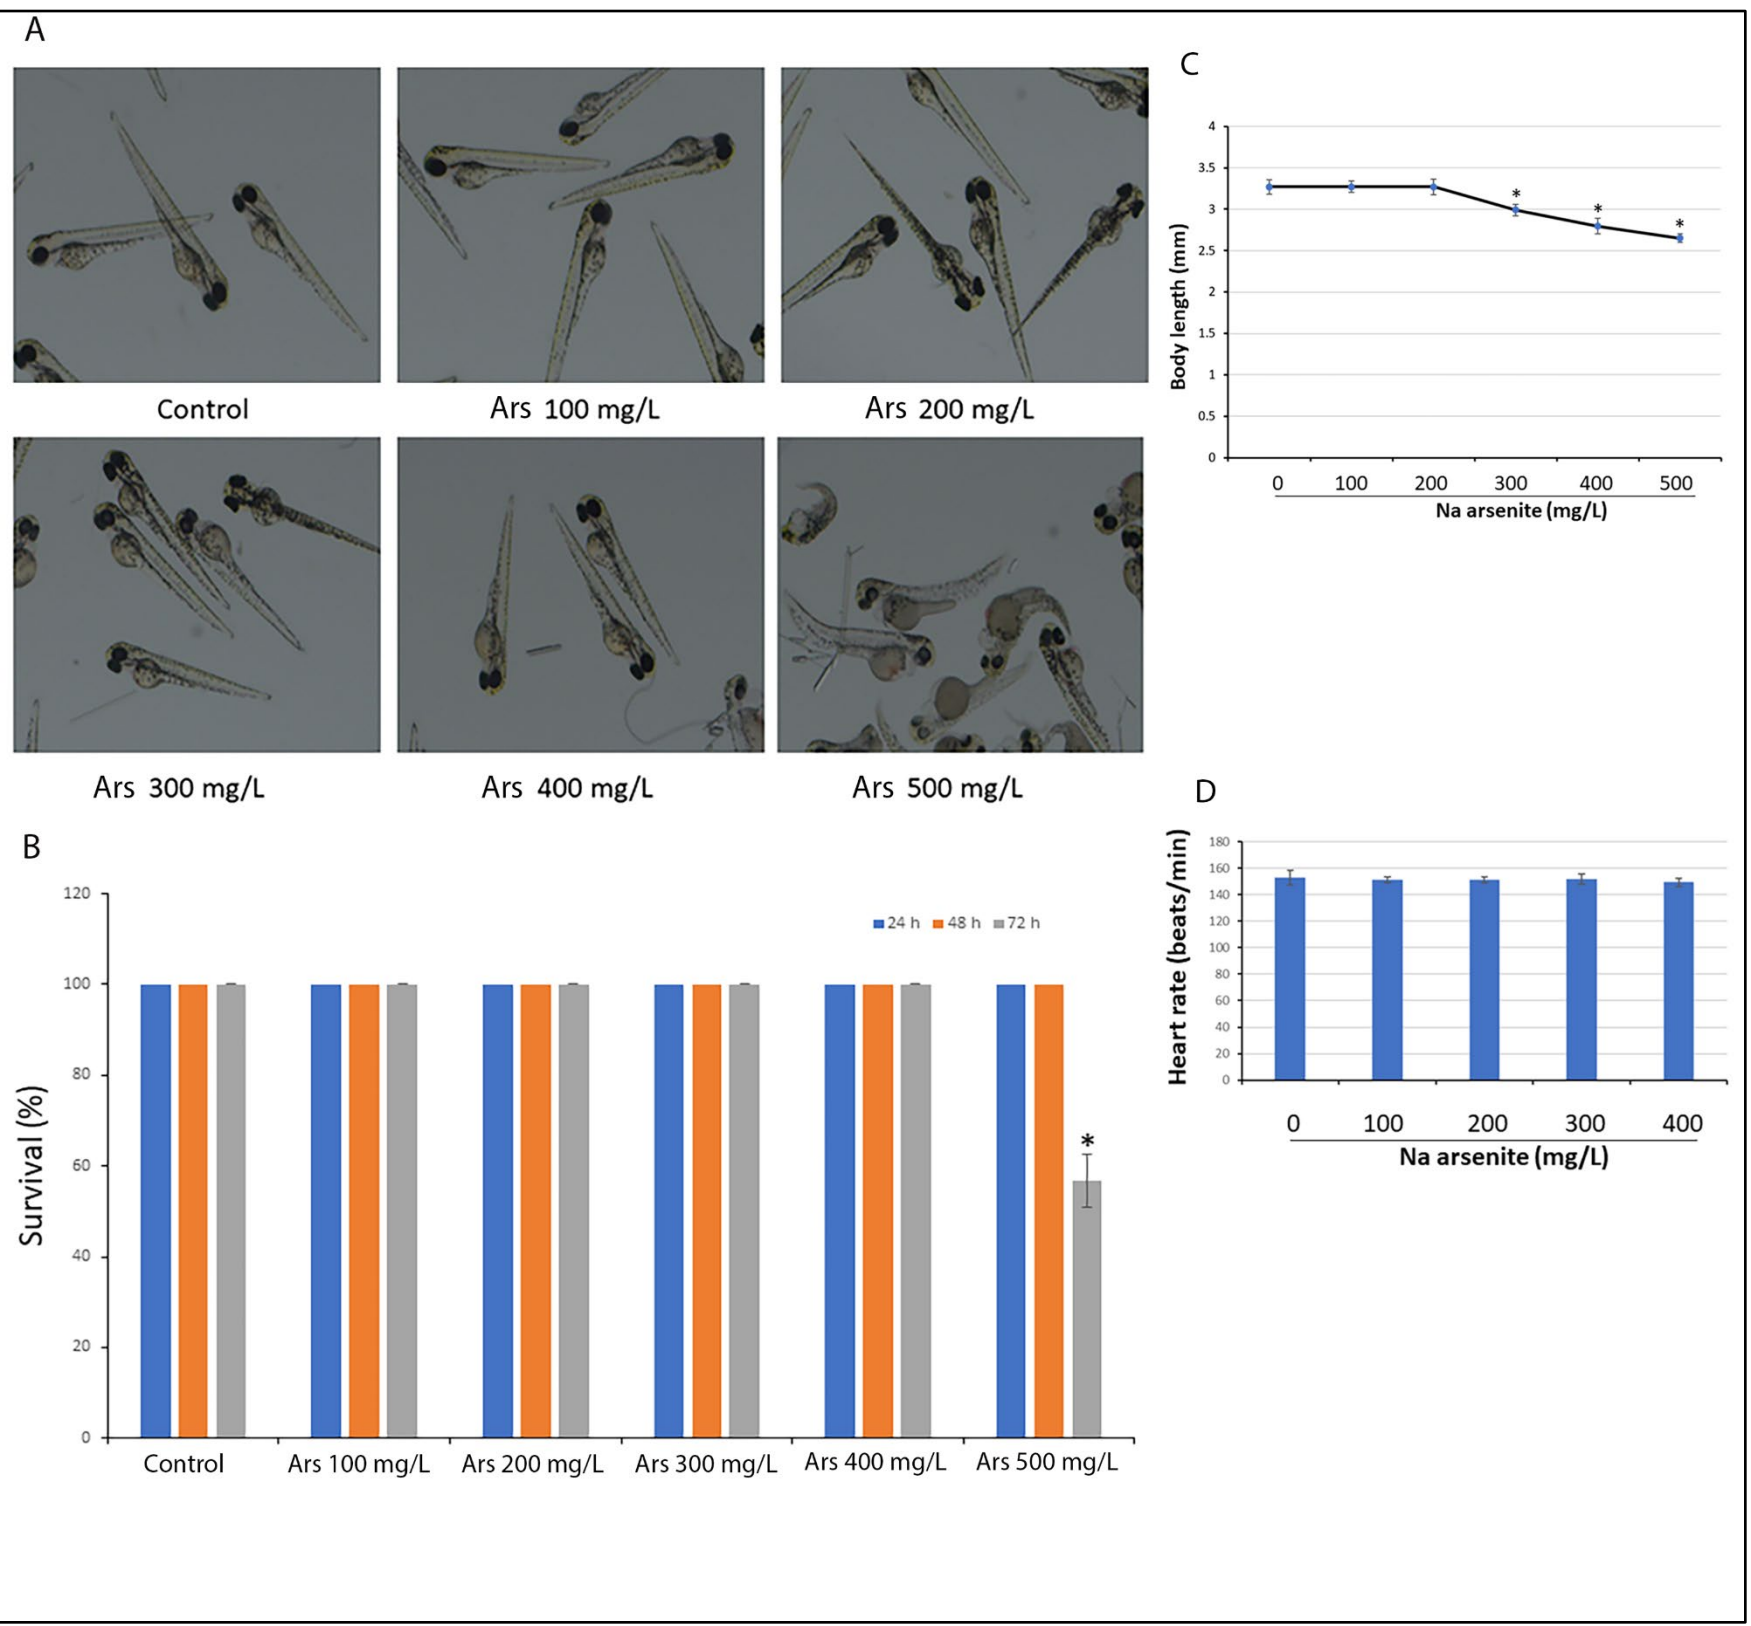 A
Control
Ars 100 mg/L
Ars 200 mg/L
Ars 300 mg/L
Ars 400 mg/L
Ars 500 mg/L
B
120
100
80
60
40
20
0
Survival (%)
24 h 48 h 72 h
*
Control
Ars 100 mg/L
Ars 200 mg/L
Ars 300 mg/L
Ars 400 mg/L
Ars 500 mg/L
C
4
3.5
3
2.5
2
1.5
1
0.5
0
Body length (mm)
*
*
*
0 100 200 300 400 500
Na arsenite (mg/L)
D
180
160
140
120
100
80
60
40
20
0
Heart rate (beats/min)
0 100 200 300 400
Na arsenite (mg/L)